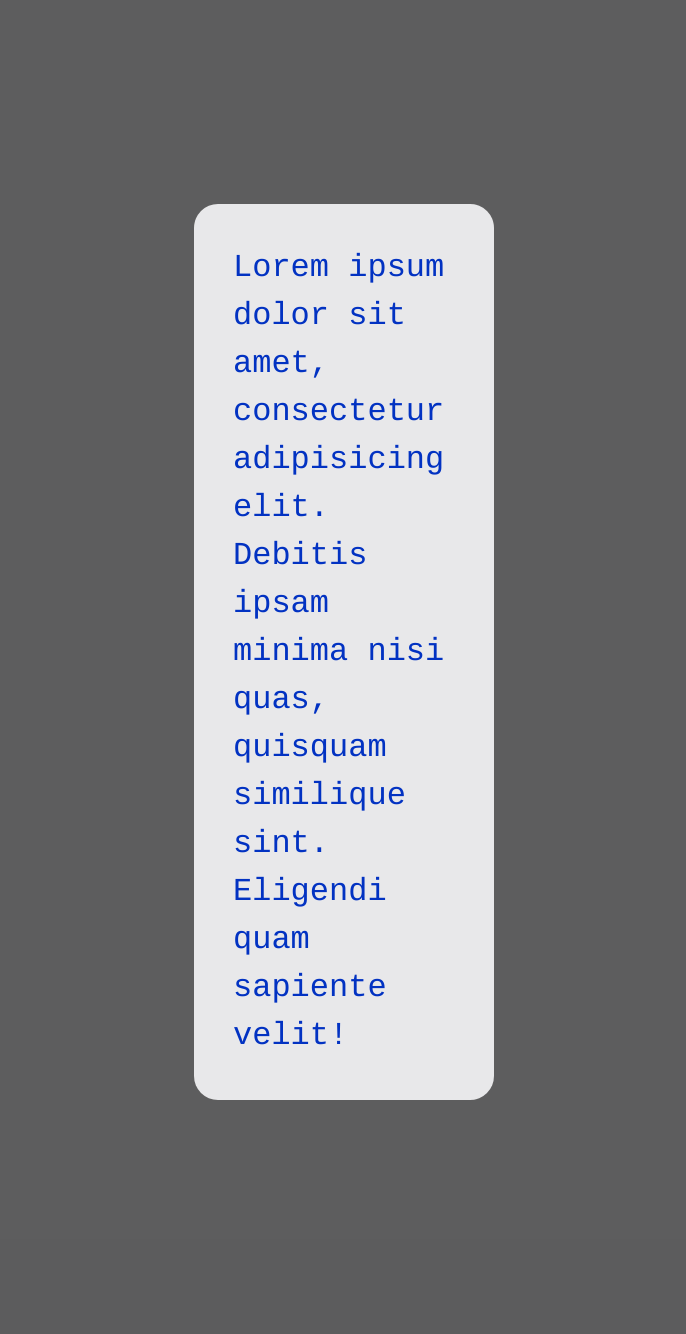 Lorem ipsum
dolor sit
amet,
consectetur
adipisicing
elit.
Debitis
ipsam
minima nisi
quas,
quisquam
similique
sint.
Eligendi
quam
sapiente
velit!